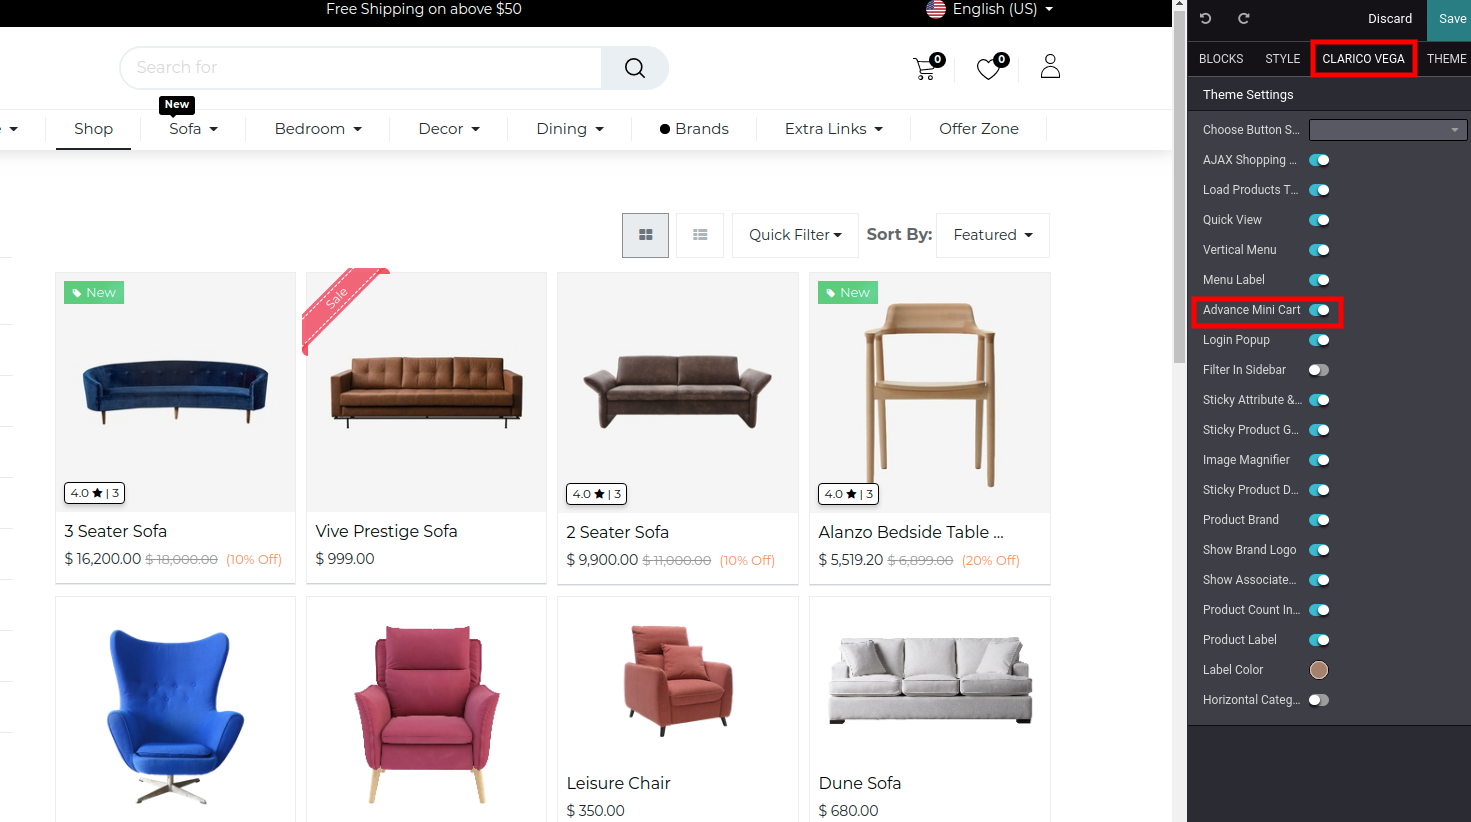 Free Shipping on above $50
English (US)
Discard
Save
Search for
0
0
BLOCKS
STYLE
CLARICO VEGA
THEME
Theme Settings
New
Shop
Sofa
Bedroom
Decor
Dining
Brands
Extra Links
Offer Zone
Choose Button S...
AJAX Shopping ...
Load Products T...
Quick View
Vertical Menu
Menu Label
Advance Mini Cart
Login Popup
Filter In Sidebar
Sticky Attribute &...
Sticky Product G...
Image Magnifier
Sticky Product D...
Product Brand
Show Brand Logo
Show Associate...
Product Count In...
Product Label
Label Color
Horizontal Categ...
Quick Filter
Sort By:
Featured
New
Sale
New
4.0 ★ | 3
4.0 ★ | 3
4.0 ★ | 3
3 Seater Sofa
$ 16,200.00 $ 18,000.00 (10% Off)
Vive Prestige Sofa
$ 999.00
2 Seater Sofa
$ 9,900.00 $ 11,000.00 (10% Off)
Alanzo Bedside Table ...
$ 5,519.20 $ 6,899.00 (20% Off)
Leisure Chair
$ 350.00
Dune Sofa
$ 680.00